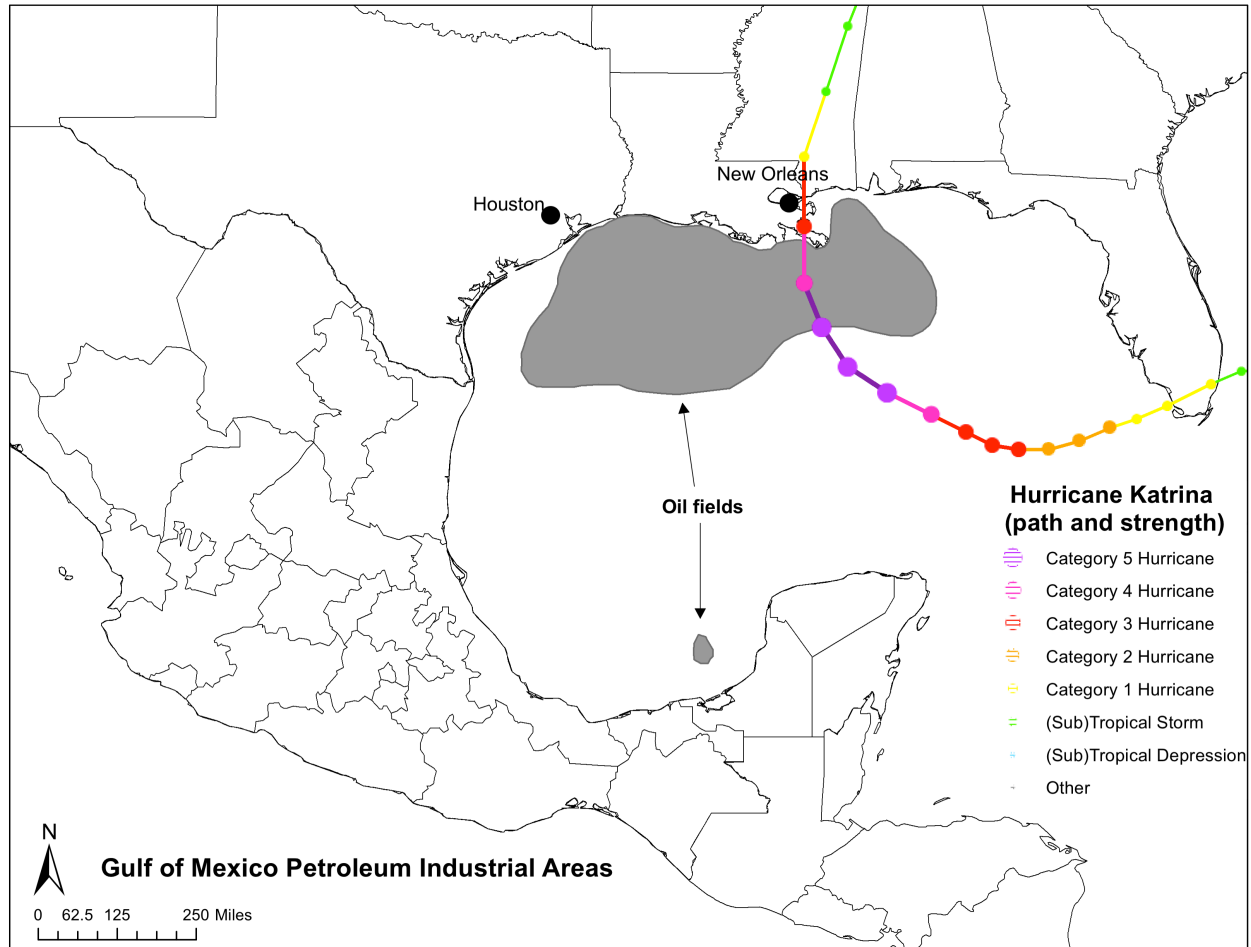 New Orleans
Houston
Oil fields
Hurricane Katrina
(path and strength)
Category 5 Hurricane
Category 4 Hurricane
Category 3 Hurricane
Category 2 Hurricane
Category 1 Hurricane
(Sub)Tropical Storm
(Sub)Tropical Depression
Other
N
Gulf of Mexico Petroleum Industrial Areas
0 62.5 125 250 Miles